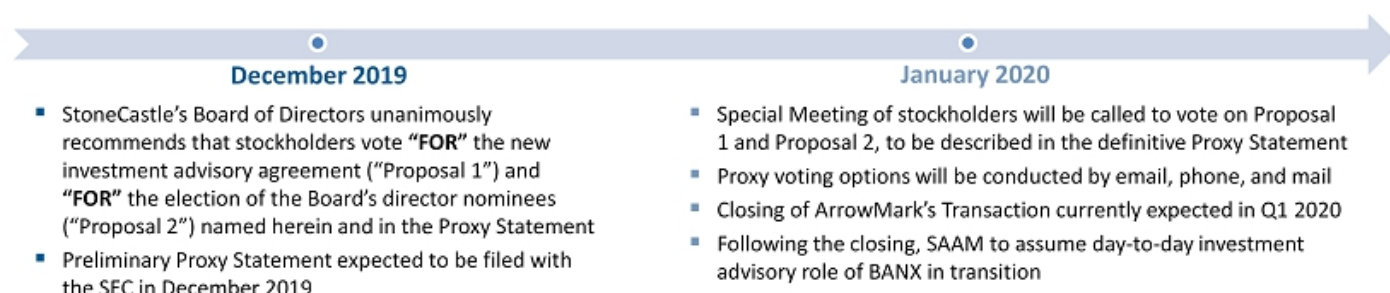 December 2019
StoneCastle's Board of Directors unanimously
recommends that stockholders vote “FOR” the new
investment advisory agreement (“Proposal 1”) and
“FOR” the election of the Board's director nominees
(“Proposal 2”) named herein and in the Proxy Statement
Preliminary Proxy Statement expected to be filed with
the SEC in December 2019
January 2020
Special Meeting of stockholders will be called to vote on Proposal
1 and Proposal 2, to be described in the definitive Proxy Statement
Proxy voting options will be conducted by email, phone, and mail
Closing of ArrowMark's Transaction currently expected in Q1 2020
Following the closing, SAAM to assume day-to-day investment
advisory role of BANX in transition